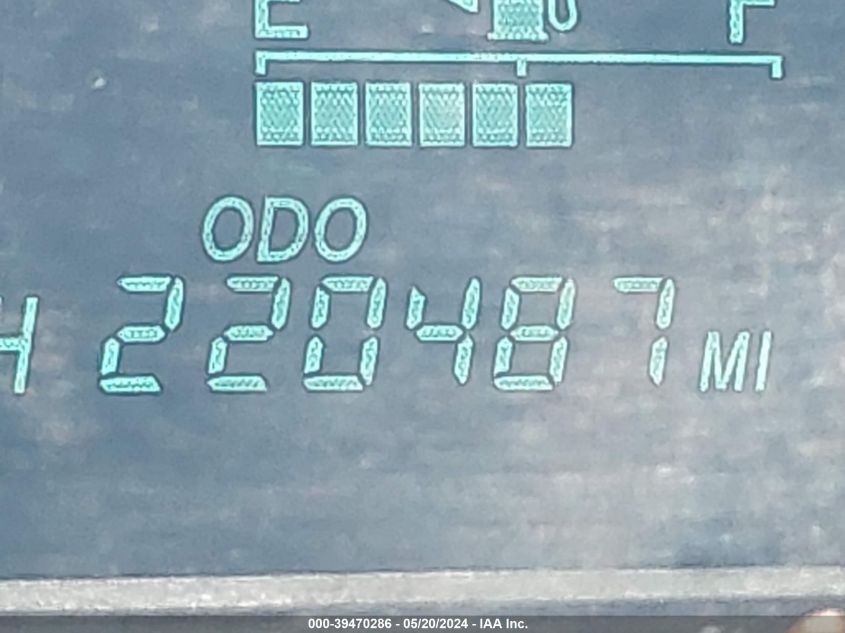 E F
ODO
H 220487 MI
000-39470286 - 05/20/2024 - IAA Inc.